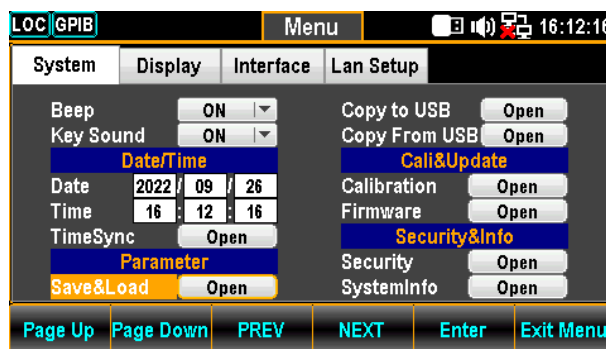 LOC GPIB Menu 16:12:16
System Display Interface Lan Setup
Beep ON
Key Sound ON
Date/Time
Date 2022 / 09 / 26
Time 16 : 12 : 16
TimeSync Open
Parameter
Save&Load Open
Copy to USB Open
Copy From USB Open
Cali&Update
Calibration Open
Firmware Open
Security&Info
Security Open
SystemInfo Open
Page Up Page Down PREV NEXT Enter Exit Menu